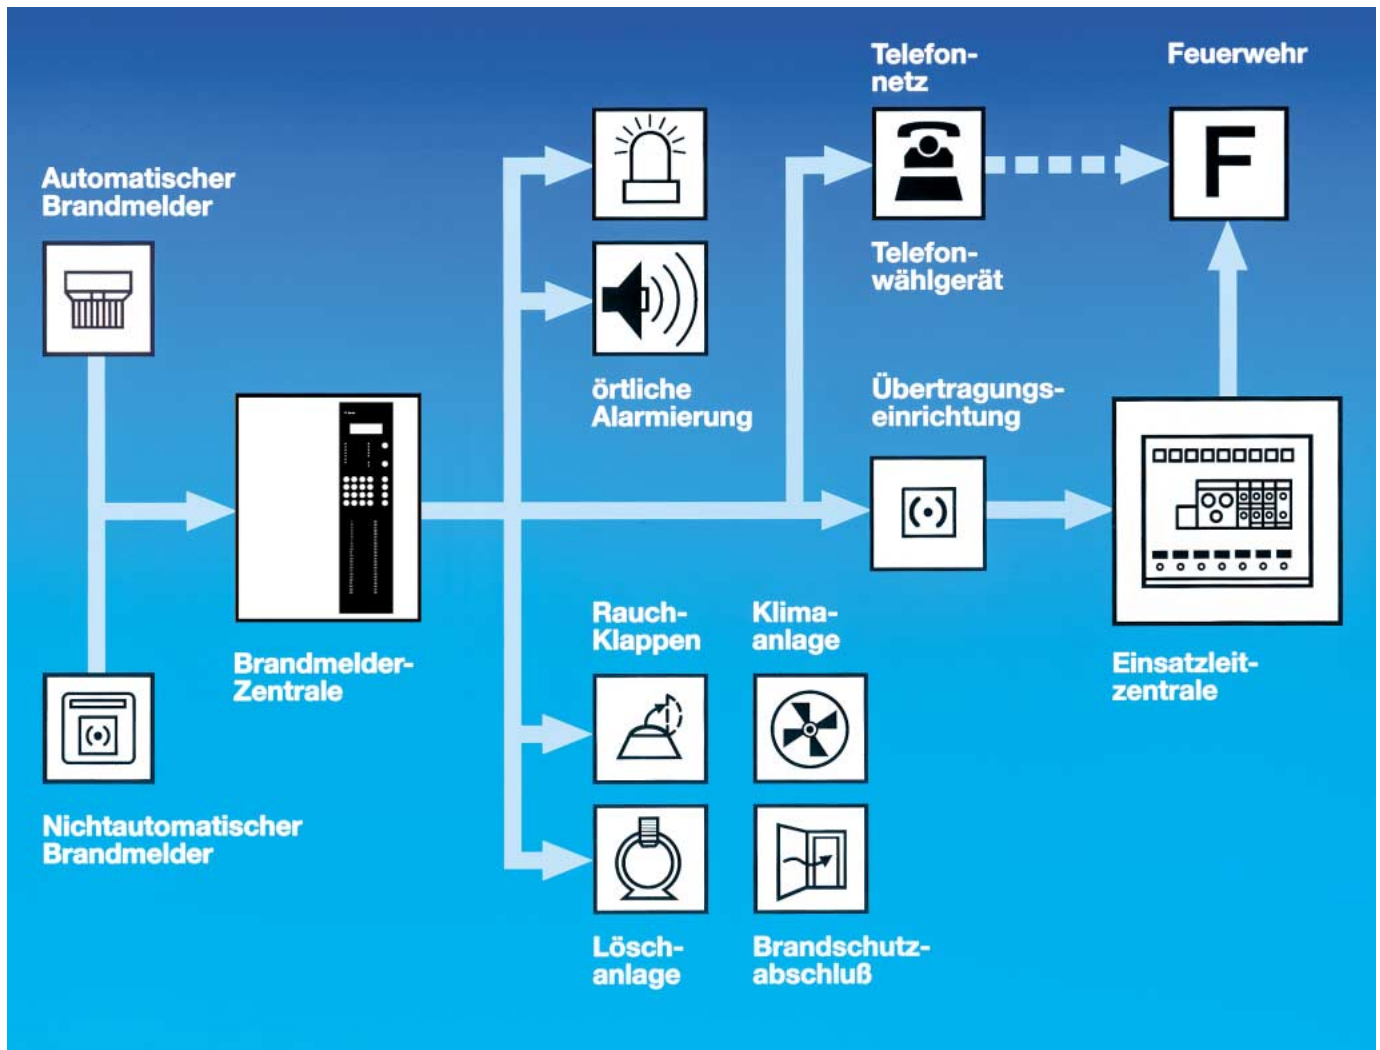 Telefon-
netz
Feuerwehr
Automatischer
Brandmelder
F
Telefon-
wählgerät
örtliche
Alarmierung
Übertragungs-
einrichtung
Rauch-
Klappen
Klima-
anlage
Brandmelder-
Zentrale
Einsatzleit-
zentrale
Nichtautomatischer
Brandmelder
Lösch-
anlage
Brandschutz-
abschluß